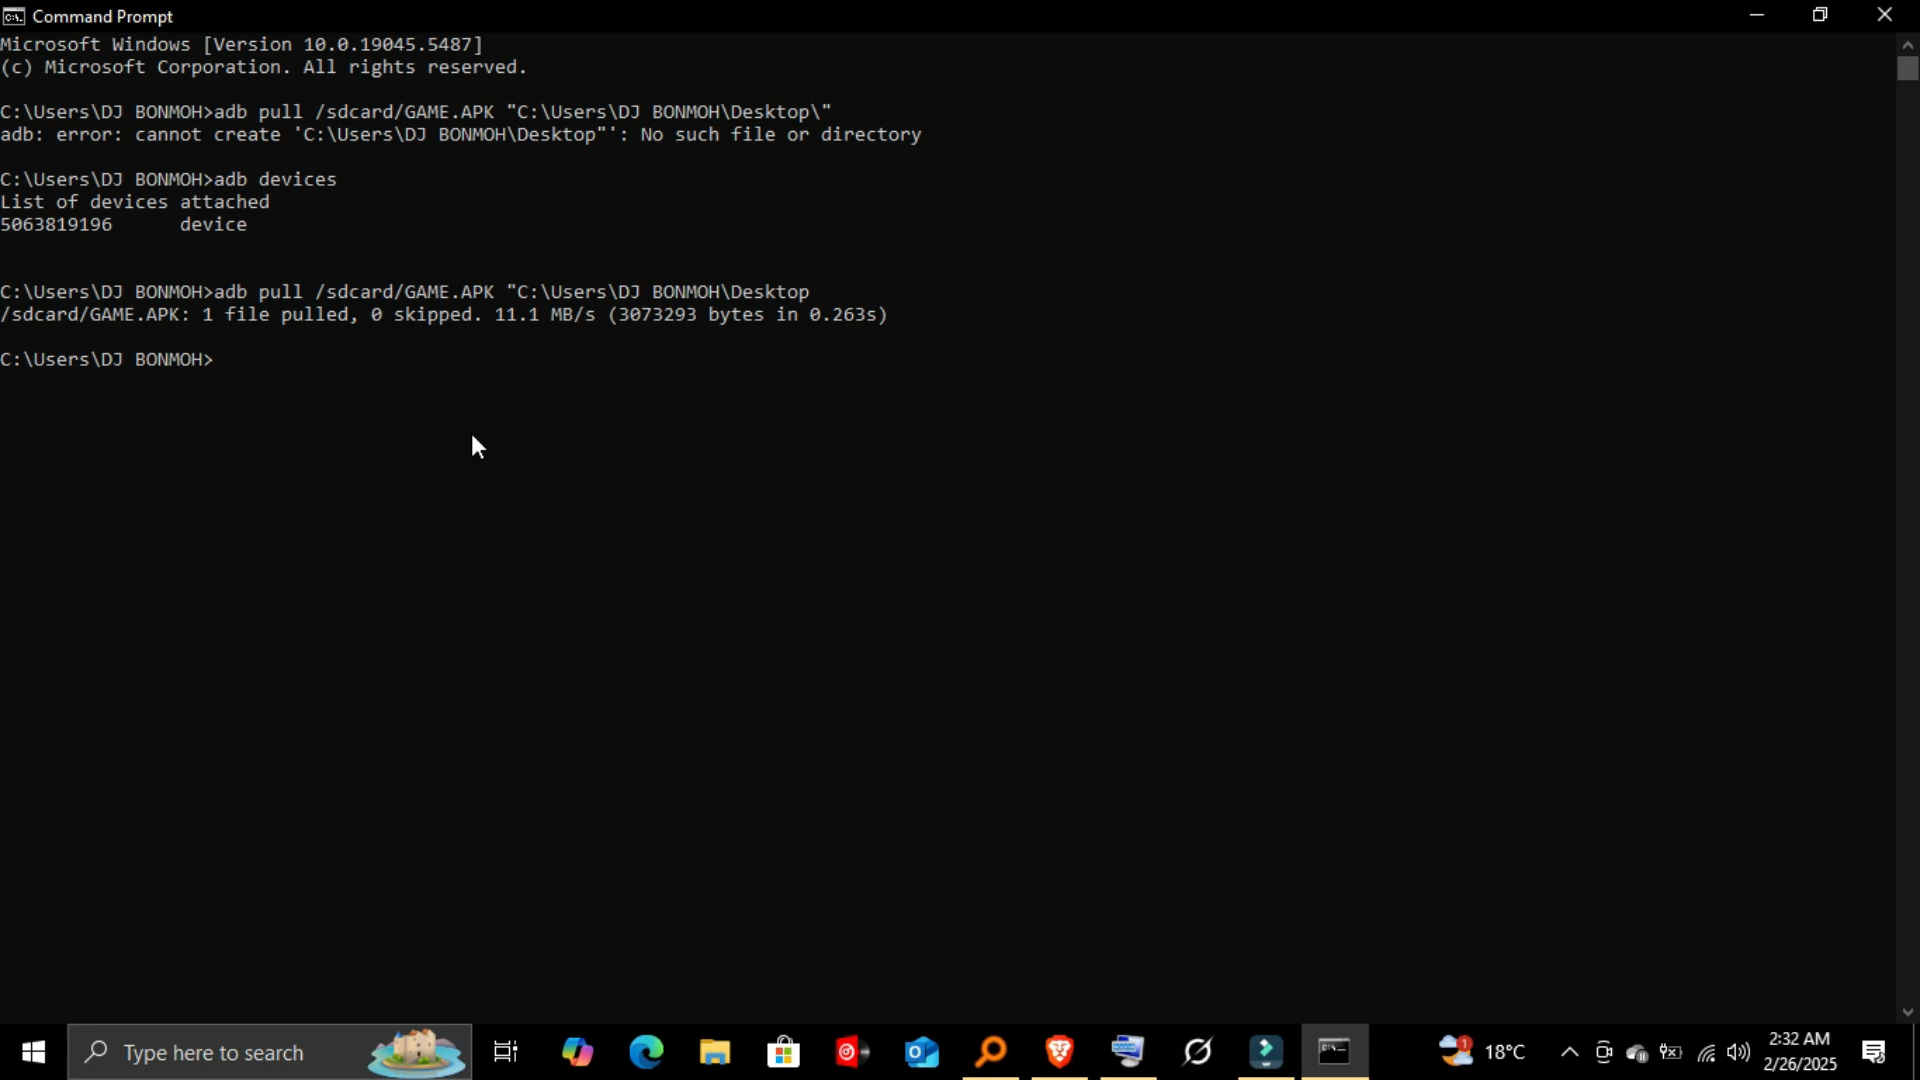 Command Prompt
Microsoft Windows [Version 10.0.19045.5487]
(c) Microsoft Corporation. All rights reserved.
C:\Users\DJ BONMOH>adb pull /sdcard/GAME.APK "C:\Users\DJ BONMOH\Desktop\"
adb: error: cannot create 'C:\Users\DJ BONMOH\Desktop"': No such file or directory
C:\Users\DJ BONMOH>adb devices
List of devices attached
5063819196      device
C:\Users\DJ BONMOH>adb pull /sdcard/GAME.APK "C:\Users\DJ BONMOH\Desktop
/sdcard/GAME.APK: 1 file pulled, 0 skipped. 11.1 MB/s (3073293 bytes in 0.263s)
C:\Users\DJ BONMOH>
Type here to search
1
18°C
2:32 AM
2/26/2025